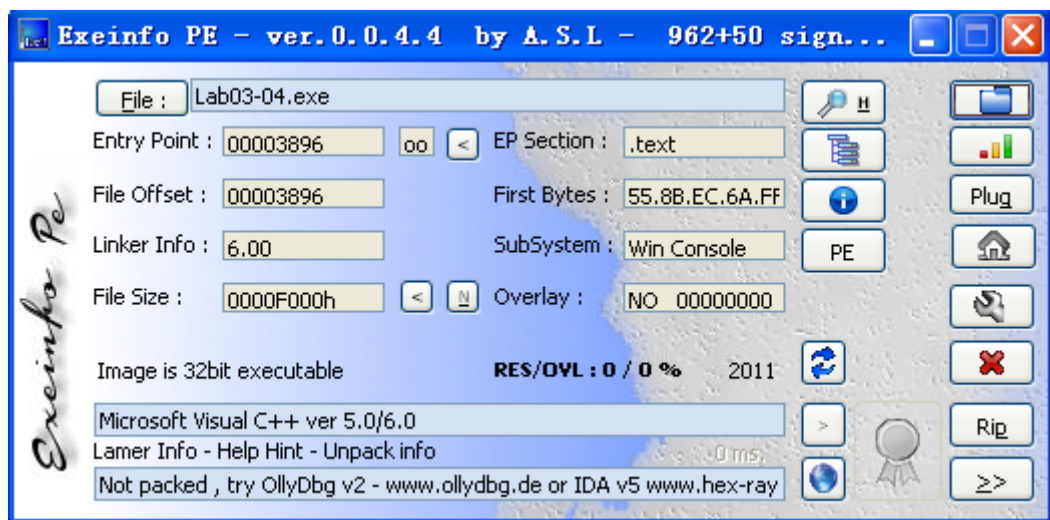 Exeinfo PE - ver.0.0.4.4 by A.S.L - 962+50 sign...
File : Lab03-04.exe H
Entry Point : 00003896 oo < EP Section : .text
File Offset : 00003896 First Bytes : 55.8B.EC.6A.FF Plug
Linker Info : 6.00 SubSystem : Win Console PE
File Size : 0000F000h < N Overlay : NO 00000000
Image is 32bit executable RES/OVL : 0 / 0 % 2011
Microsoft Visual C++ ver 5.0/6.0 > Rip
Lamer Info - Help Hint - Unpack info 0 ms.
Not packed , try OllyDbg v2 - www.ollydbg.de or IDA v5 www.hex-ray >>
Exeinfo Pe